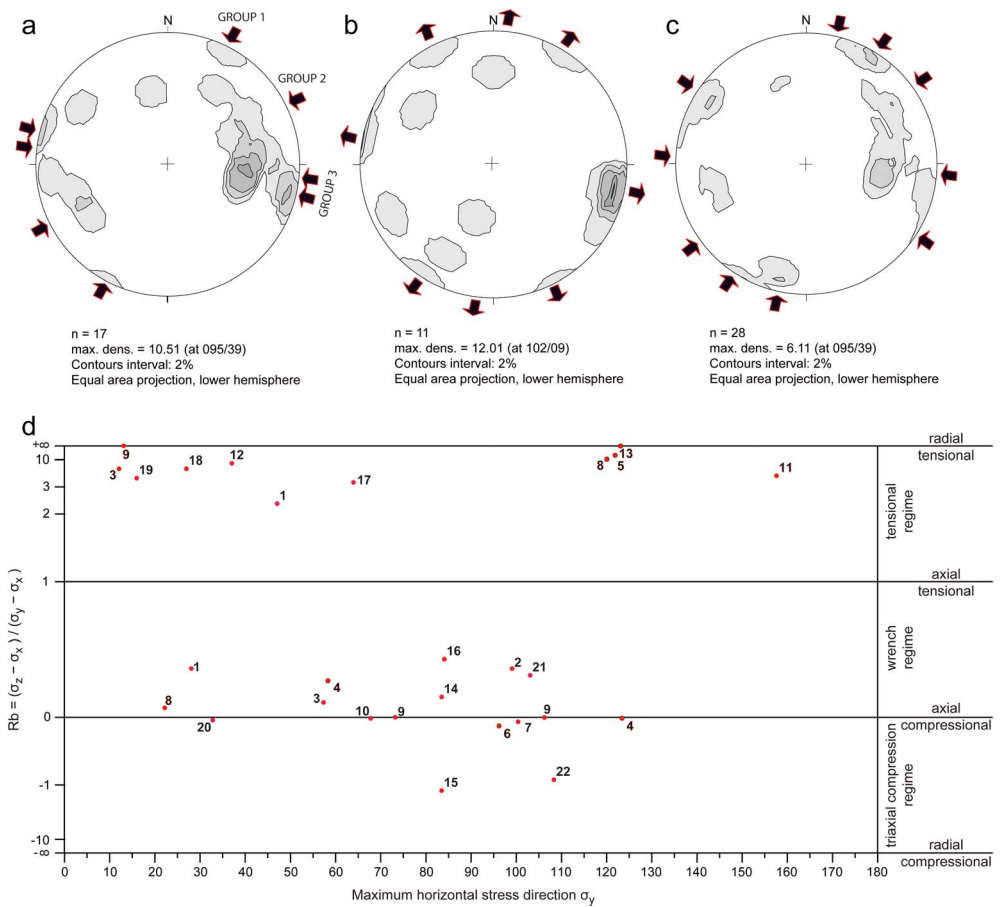 a
GROUP 1
N
GROUP 2
GROUP 3
n = 17
max. dens. = 10.51 (at 095/39)
Contours interval: 2%
Equal area projection, lower hemisphere
b
N
n = 11
max. dens. = 12.01 (at 102/09)
Contours interval: 2%
Equal area projection, lower hemisphere
c
N
n = 28
max. dens. = 6.11 (at 095/39)
Contours interval: 2%
Equal area projection, lower hemisphere
d
Rb = (σz − σx ) / (σy − σx )
+∞
10
3
2
1
0
-1
-10
-∞
9
3
19
18
12
1
17
8
13
5
11
1
8
20
3
4
10
9
16
14
15
2
21
6
7
9
22
4
radial
tensional
tensional
regime
axial
tensional
wrench
regime
axial
compressional
triaxial compression
regime
radial
compressional
0 10 20 30 40 50 60 70 80 90 100 110 120 130 140 150 160 170 180
Maximum horizontal stress direction σy